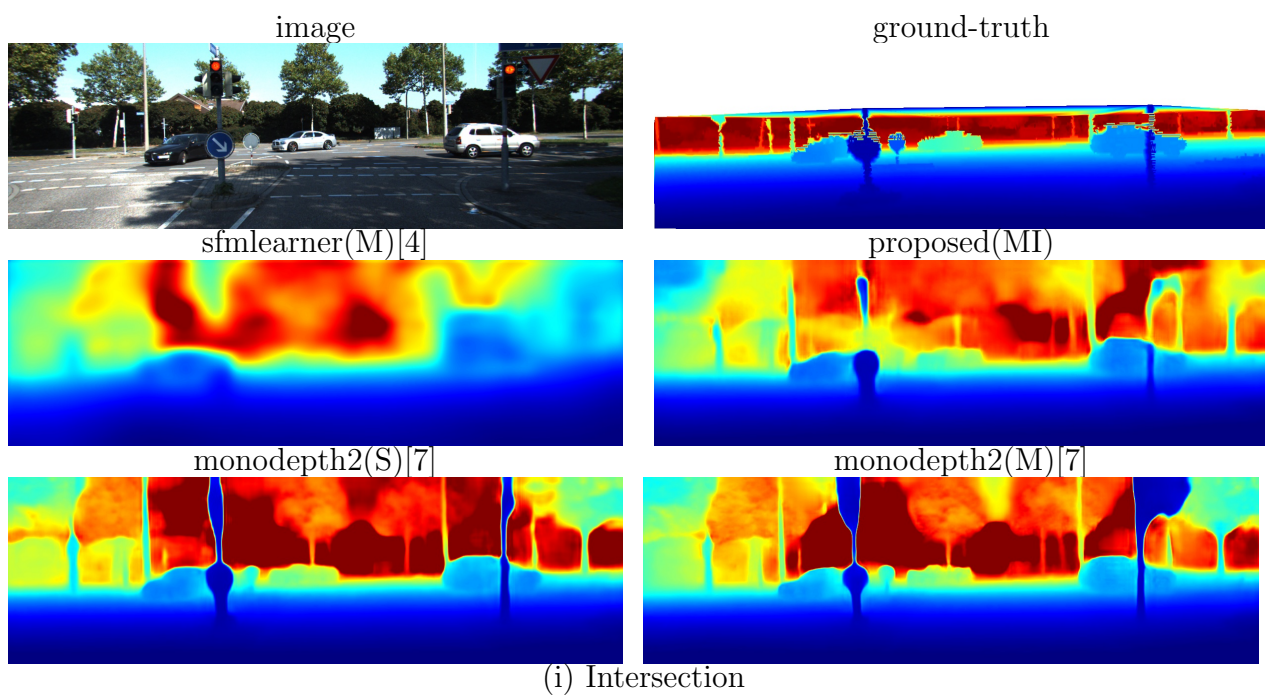 image
ground-truth
sfmlearner(M)[4]
proposed(MI)
monodepth2(S)[7]
monodepth2(M)[7]
(i) Intersection